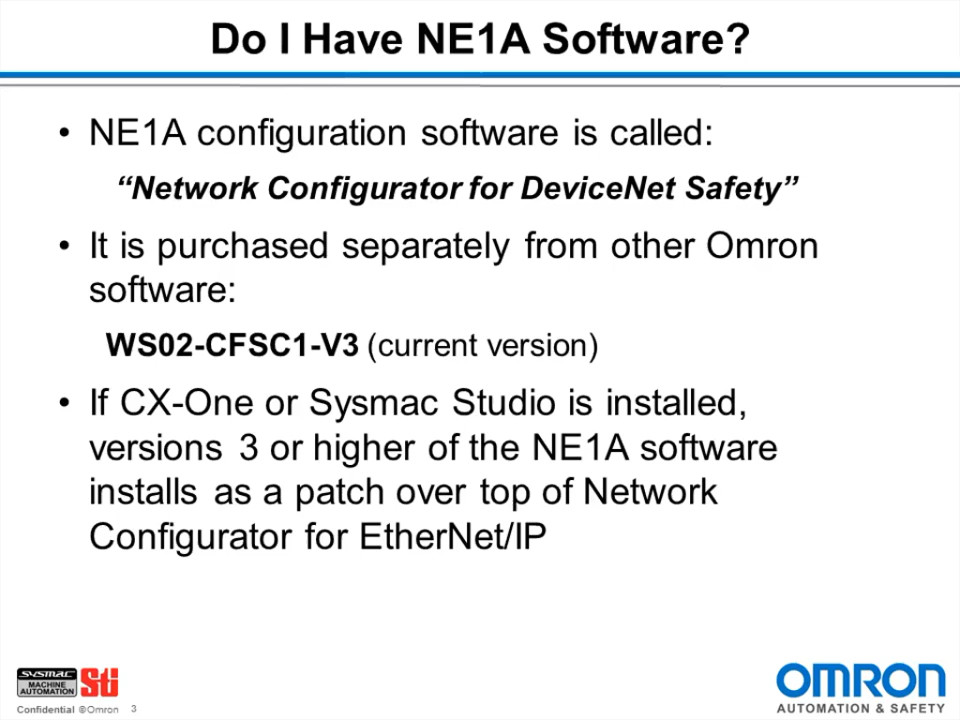 Do I Have NE1A Software?
• NE1A configuration software is called:
“Network Configurator for DeviceNet Safety”
• It is purchased separately from other Omron
software:
WS02-CFSC1-V3 (current version)
• If CX-One or Sysmac Studio is installed,
versions 3 or higher of the NE1A software
installs as a patch over top of Network
Configurator for EtherNet/IP
sysmac
MACHINE
AUTOMATION
Sti
Confidential ©Omron 3
OMRON
AUTOMATION & SAFETY